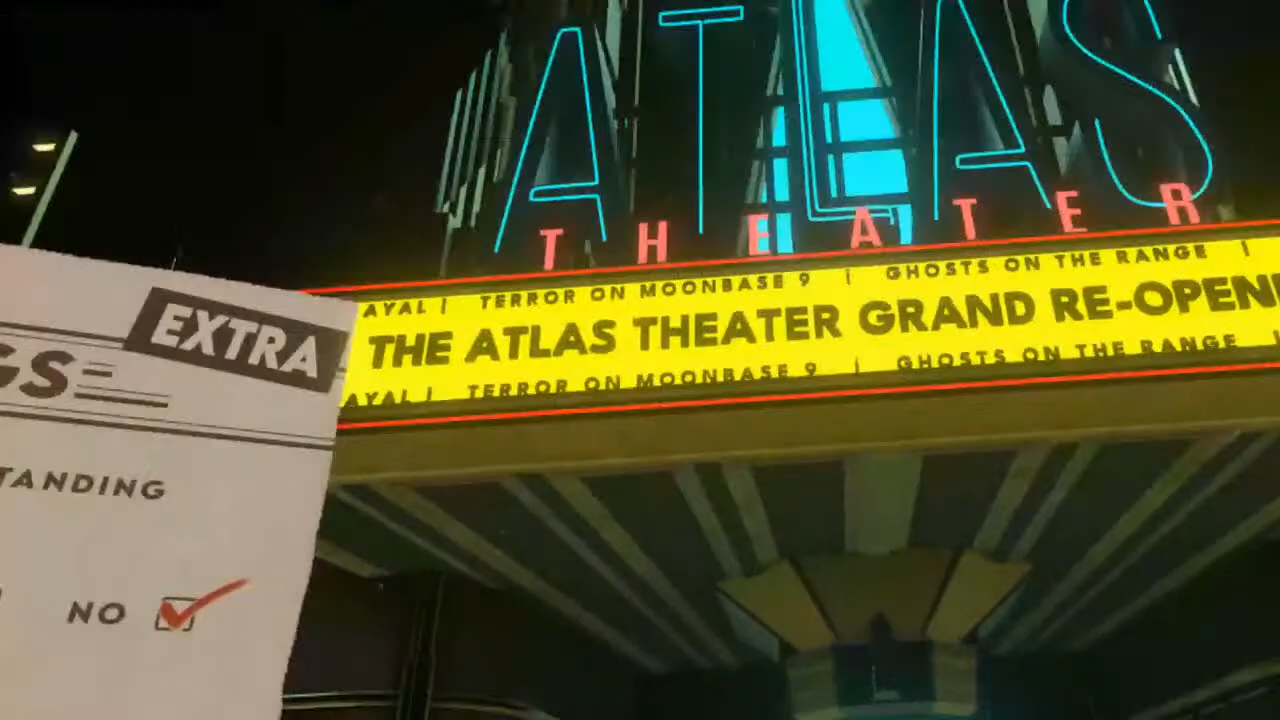 ATLAS
THEATER
AYAL | TERROR ON MOONBASE 9 | GHOSTS ON THE RANGE |
THE ATLAS THEATER GRAND RE-OPENI
AYAL | TERROR ON MOONBASE 9 | GHOSTS ON THE RANGE |
EXTRA
GS
TANDING
NO